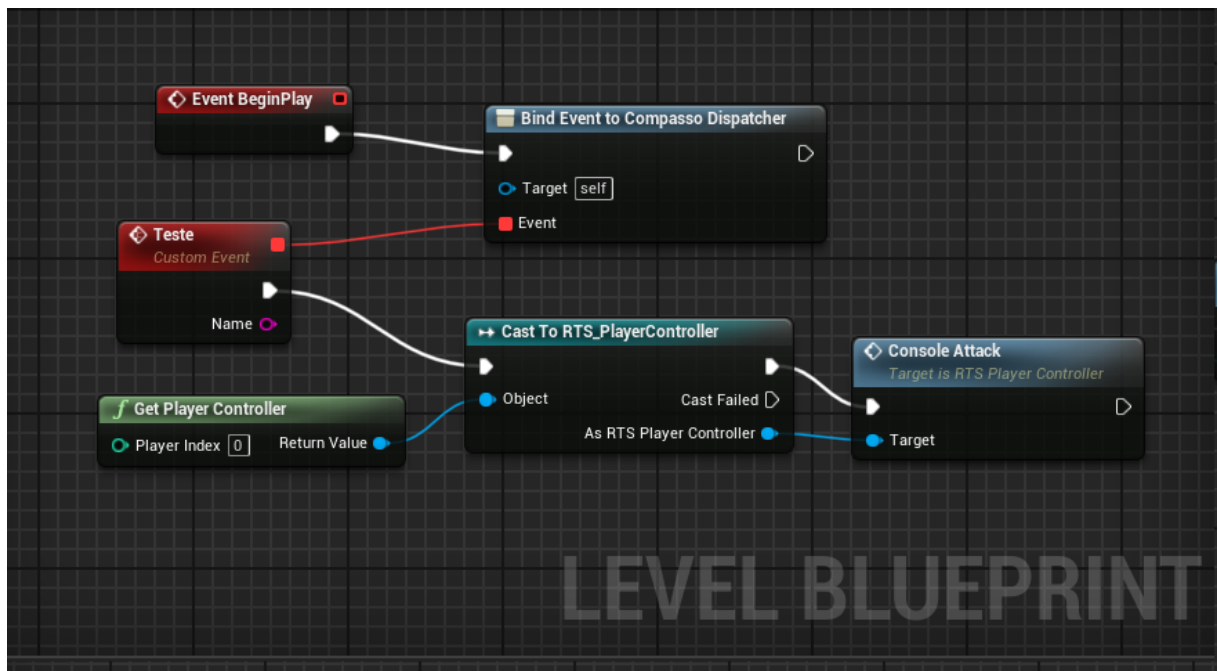 Event BeginPlay
Bind Event to Compasso Dispatcher
Target self
Event
Teste
Custom Event
Name
Cast To RTS_PlayerController
Object
Cast Failed
As RTS Player Controller
Console Attack
Target is RTS Player Controller
Target
f Get Player Controller
Player Index 0
Return Value
LEVEL BLUEPRINT